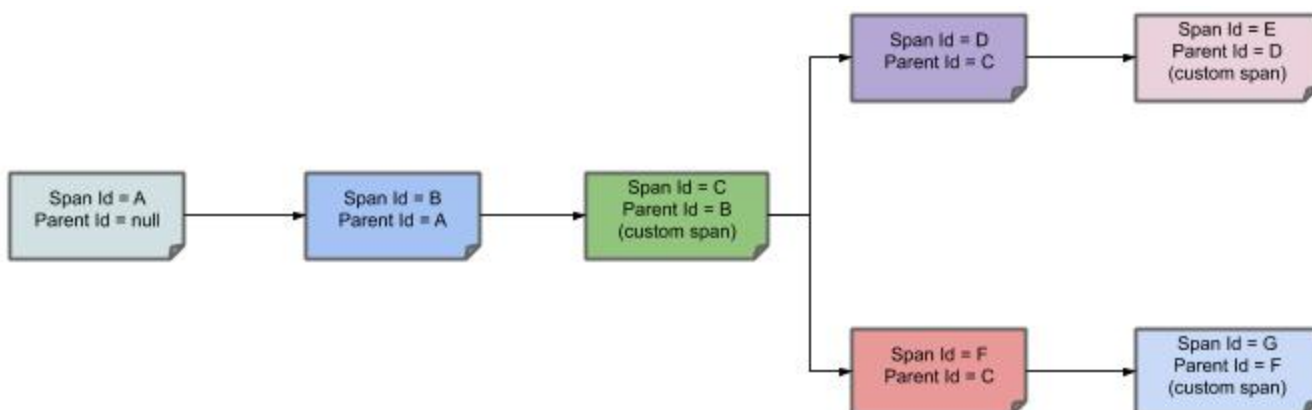 Span Id = A
Parent Id = null
Span Id = B
Parent Id = A
Span Id = C
Parent Id = B
(custom span)
Span Id = D
Parent Id = C
Span Id = E
Parent Id = D
(custom span)
Span Id = F
Parent Id = C
Span Id = G
Parent Id = F
(custom span)